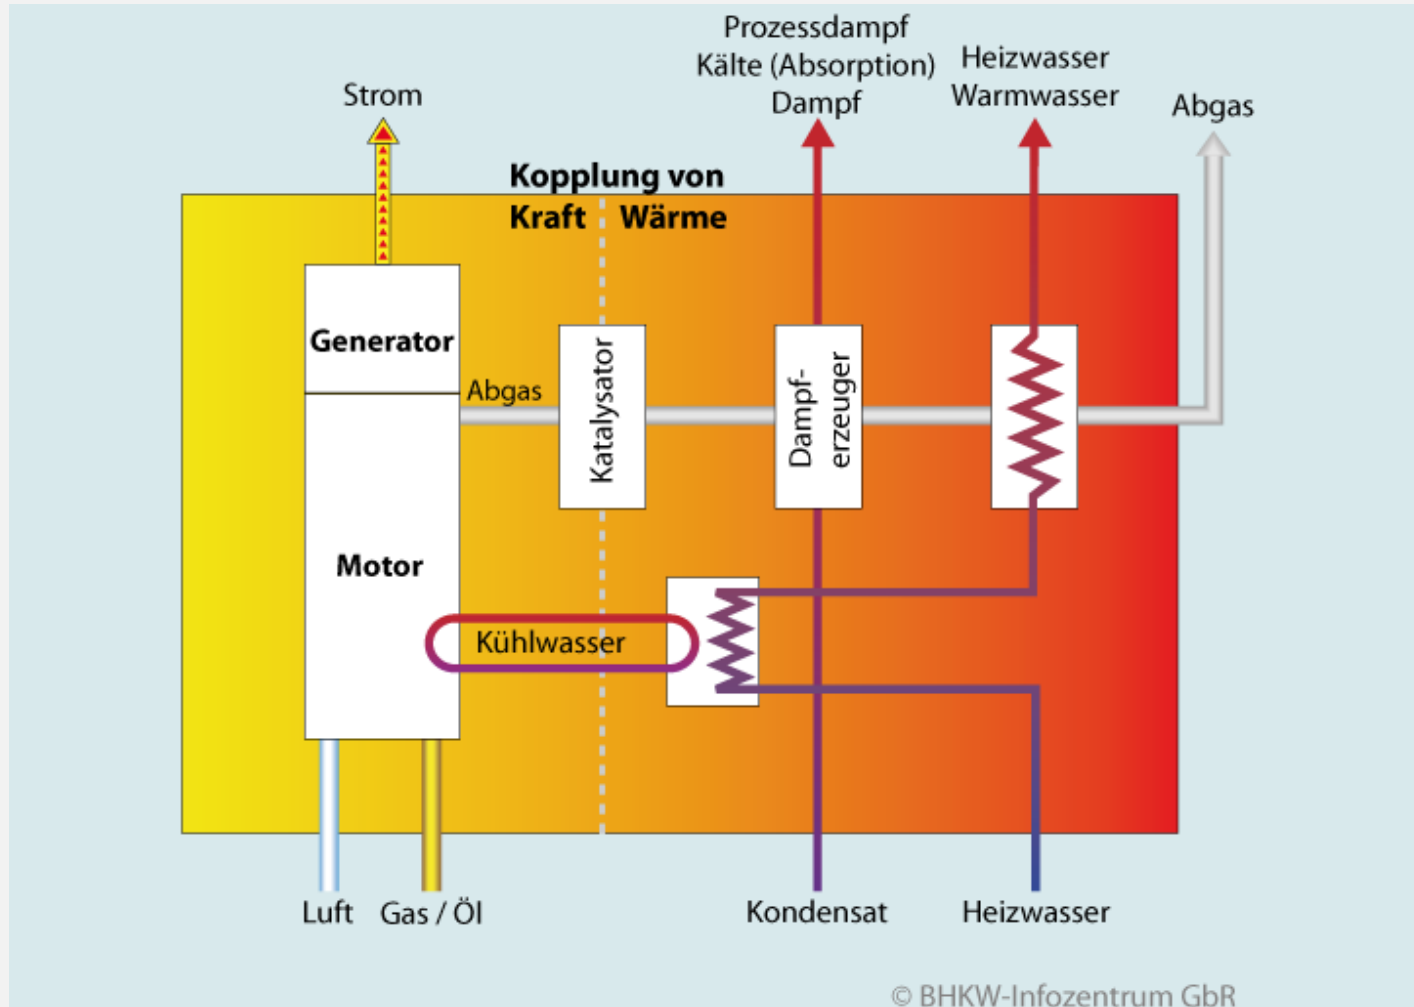 Prozessdampf
Kälte (Absorption)
Dampf
Heizwasser
Warmwasser
Strom
Abgas
Kopplung von
Kraft Wärme
Generator
Abgas
Katalysator
Dampf-
erzeuger
Motor
Kühlwasser
Luft
Gas / Öl
Kondensat
Heizwasser
© BHKW-Infozentrum GbR